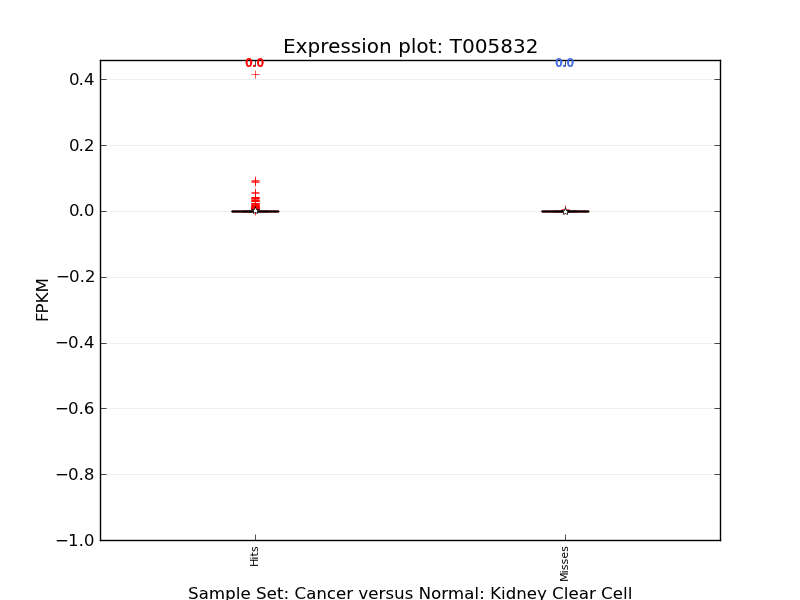 Expression plot: T005832
0.0
0.0
0.4
0.2
0.0
−0.2
−0.4
−0.6
−0.8
−1.0
FPKM
Hits
Misses
Sample Set: Cancer versus Normal: Kidney Clear Cell